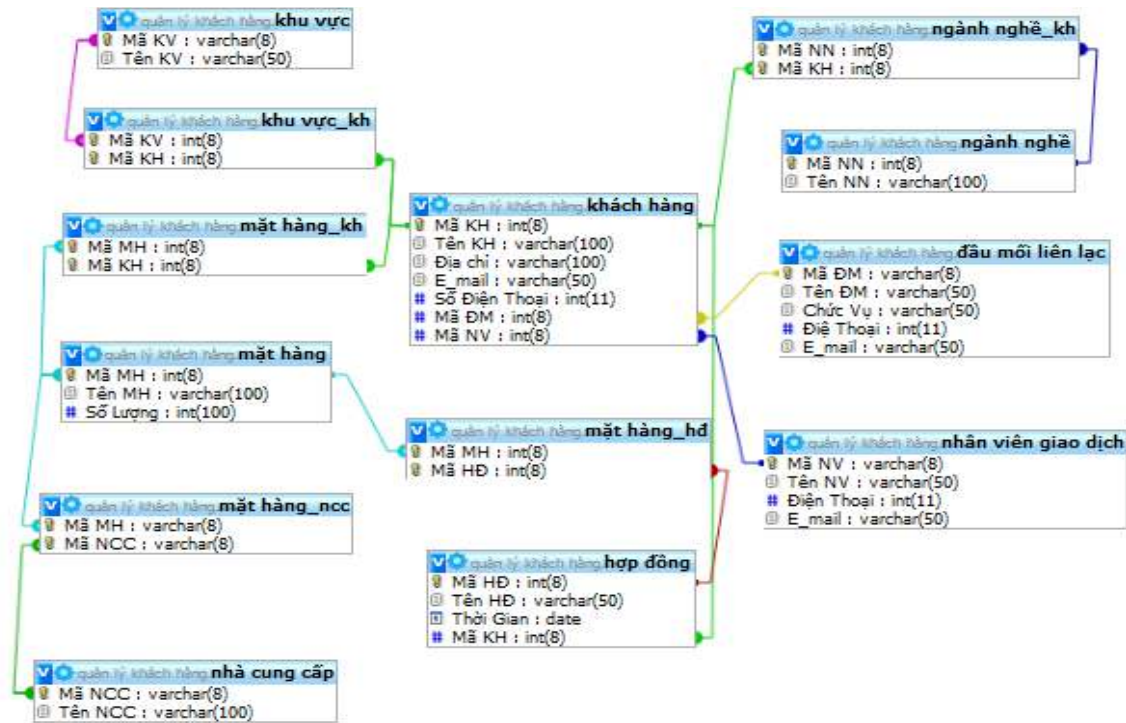 quản lý khách hàng khu vực
Mã KV : varchar(8)
Tên KV : varchar(50)
quản lý khách hàng khu vực_kh
Mã KV : int(8)
Mã KH : int(8)
quản lý khách hàng mặt hàng_kh
Mã MH : int(8)
Mã KH : int(8)
quản lý khách hàng mặt hàng
Mã MH : int(8)
Tên MH : varchar(100)
Số Lượng : int(100)
quản lý khách hàng mặt hàng_ncc
Mã MH : varchar(8)
Mã NCC : varchar(8)
quản lý khách hàng nhà cung cấp
Mã NCC : varchar(8)
Tên NCC : varchar(100)
quản lý khách hàng khách hàng
Mã KH : int(8)
Tên KH : varchar(100)
Địa chỉ : varchar(100)
E_mail : varchar(50)
Số Điện Thoại : int(11)
Mã ĐM : int(8)
Mã NV : int(8)
quản lý khách hàng mặt hàng_hđ
Mã MH : int(8)
Mã HĐ : int(8)
quản lý khách hàng hợp đồng
Mã HĐ : int(8)
Tên HĐ : varchar(50)
Thời Gian : date
Mã KH : int(8)
quản lý khách hàng ngành nghề_kh
Mã NN : int(8)
Mã KH : int(8)
quản lý khách hàng ngành nghề
Mã NN : int(8)
Tên NN : varchar(100)
quản lý khách hàng đầu mối liên lạc
Mã ĐM : varchar(8)
Tên ĐM : varchar(50)
Chức Vụ : varchar(50)
Điệ Thoại : int(11)
E_mail : varchar(50)
quản lý khách hàng nhân viên giao dịch
Mã NV : varchar(8)
Tên NV : varchar(50)
Điện Thoại : int(11)
E_mail : varchar(50)